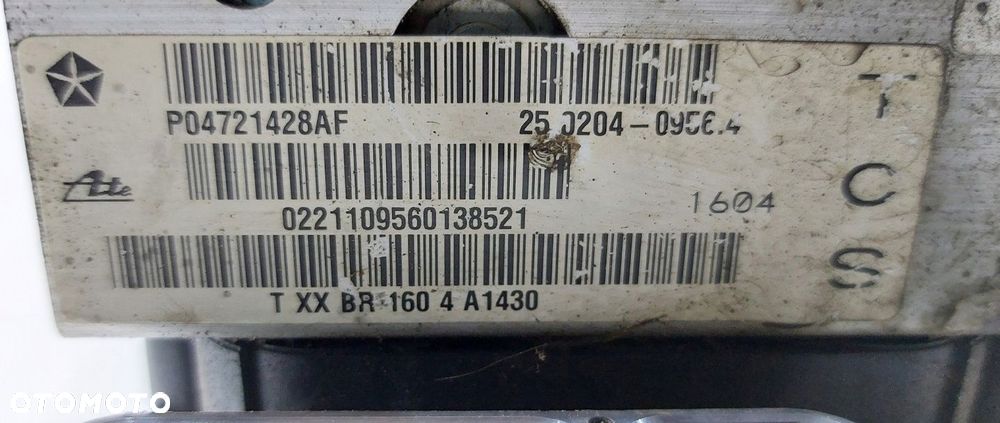 P04721428AF 25.0204-0956.4
Ate
0221109560138521
1604
T XX BR 160 4 A1430
T
C
S
OTOMOTO